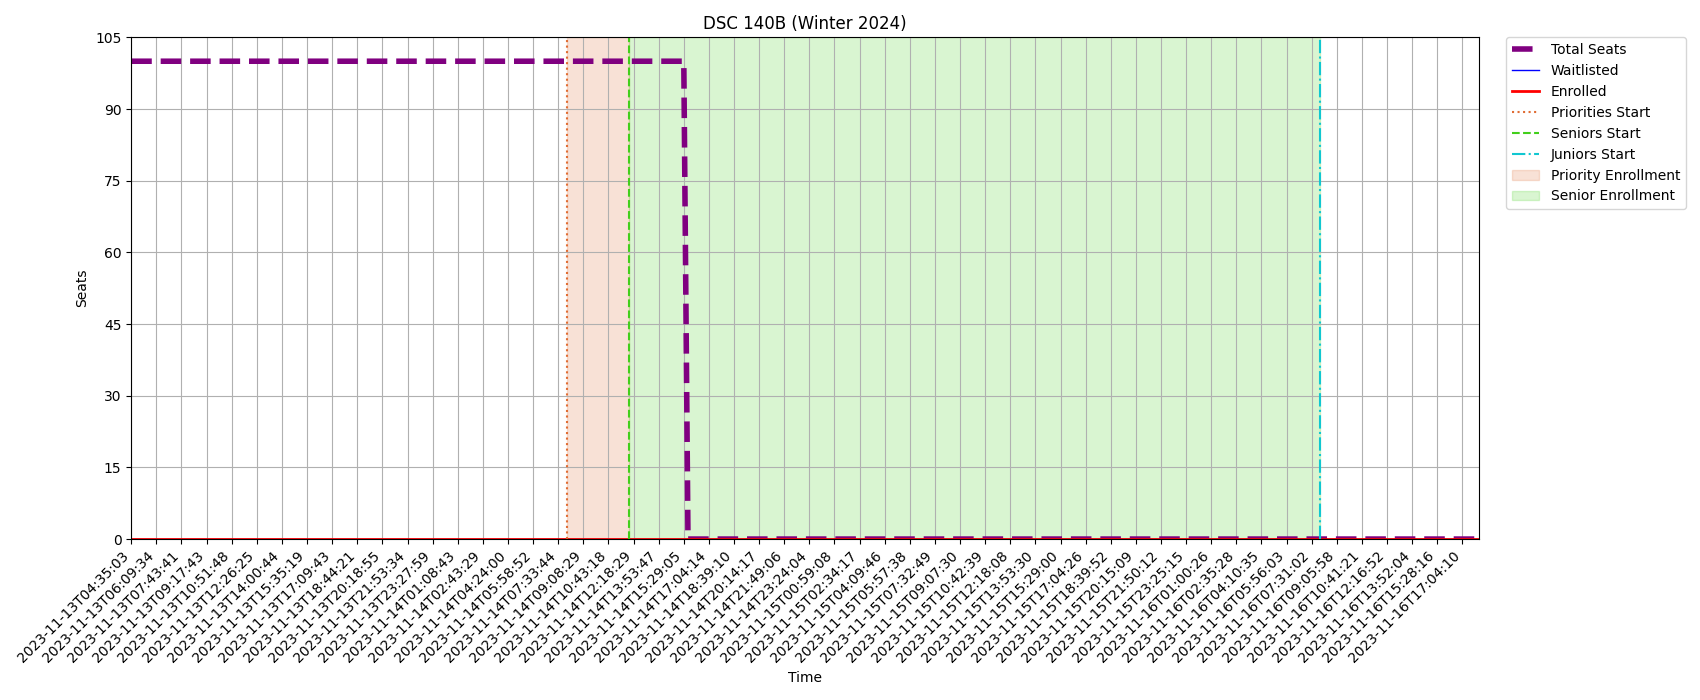 DSC 140B (Winter 2024)
105
90
75
60
45
30
15
0
Seats
2023-11-13T04:35:03
2023-11-13T06:09:34
2023-11-13T07:43:41
2023-11-13T09:17:43
2023-11-13T10:51:48
2023-11-13T12:26:25
2023-11-13T14:00:44
2023-11-13T15:35:19
2023-11-13T17:09:43
2023-11-13T18:44:21
2023-11-13T20:18:55
2023-11-13T21:53:34
2023-11-13T23:27:59
2023-11-14T01:08:43
2023-11-14T02:43:29
2023-11-14T04:24:00
2023-11-14T05:58:52
2023-11-14T07:33:44
2023-11-14T09:08:29
2023-11-14T10:43:18
2023-11-14T12:18:29
2023-11-14T13:53:47
2023-11-14T15:29:05
2023-11-14T17:04:14
2023-11-14T18:39:10
2023-11-14T20:14:17
2023-11-14T21:49:06
2023-11-14T23:24:04
2023-11-15T00:59:08
2023-11-15T02:34:17
2023-11-15T04:09:46
2023-11-15T05:57:38
2023-11-15T07:32:49
2023-11-15T09:07:30
2023-11-15T10:42:39
2023-11-15T12:18:08
2023-11-15T13:53:30
2023-11-15T15:29:00
2023-11-15T17:04:26
2023-11-15T18:39:52
2023-11-15T20:15:09
2023-11-15T21:50:12
2023-11-15T23:25:15
2023-11-16T01:00:26
2023-11-16T02:35:28
2023-11-16T04:10:35
2023-11-16T05:56:03
2023-11-16T07:31:02
2023-11-16T09:05:58
2023-11-16T10:41:21
2023-11-16T12:16:52
2023-11-16T13:52:04
2023-11-16T15:28:16
2023-11-16T17:04:10
Time
Total Seats
Waitlisted
Enrolled
Priorities Start
Seniors Start
Juniors Start
Priority Enrollment
Senior Enrollment